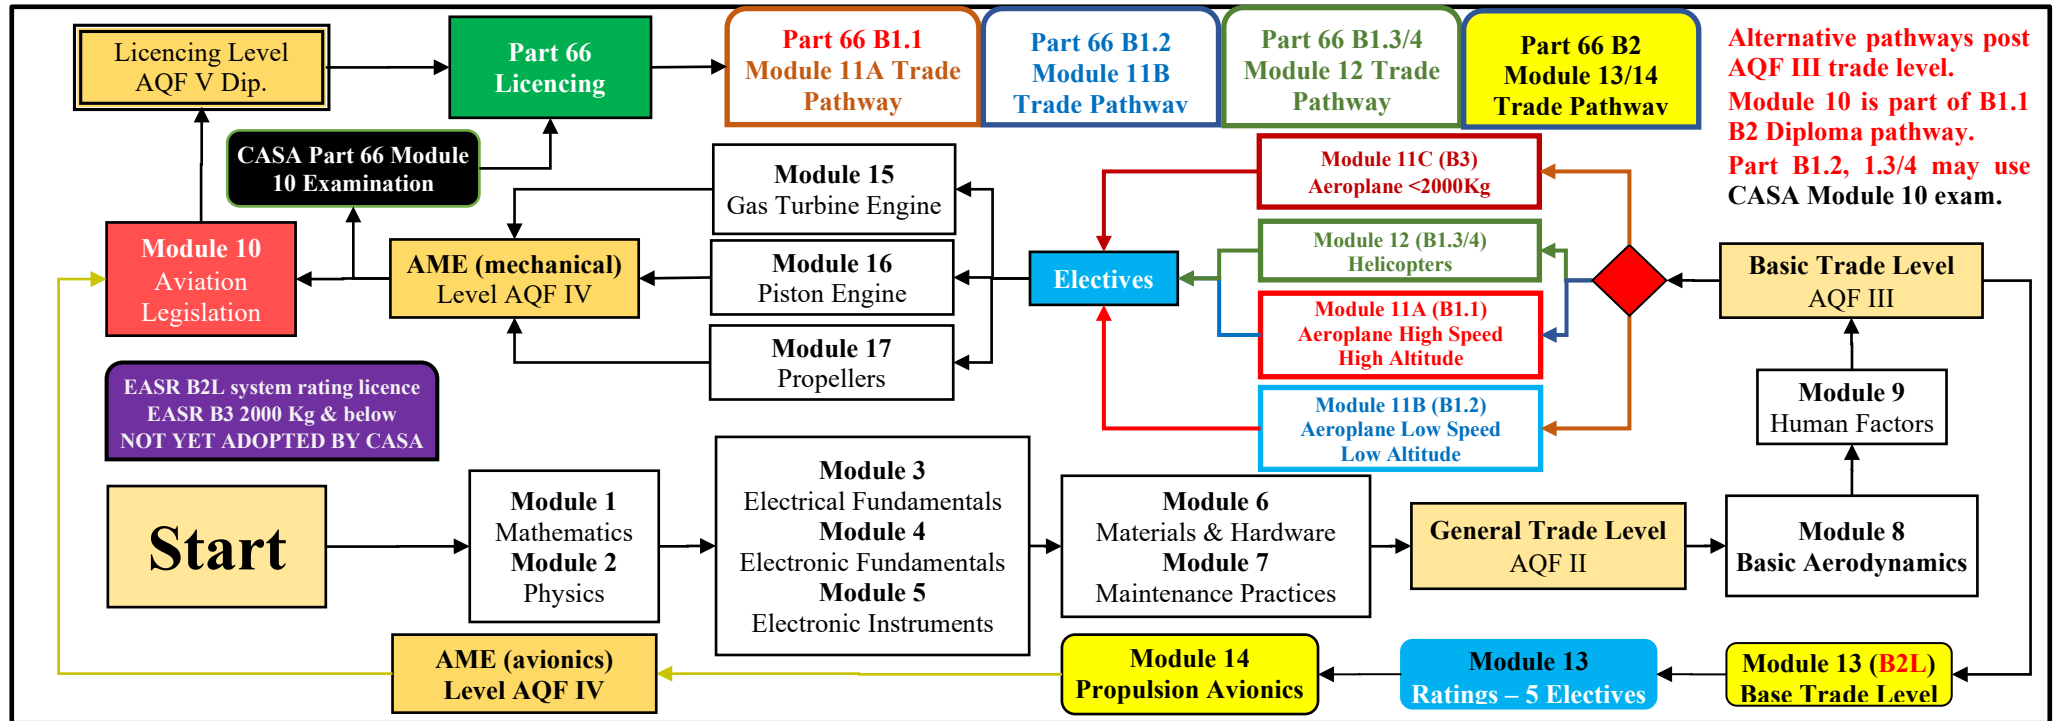 Licencing Level
AQF V Dip.
Part 66
Licencing
Part 66 B1.1
Module 11A Trade
Pathway
Part 66 B1.2
Module 11B
Trade Pathway
Part 66 B1.3/4
Module 12 Trade
Pathway
Part 66 B2
Module 13/14
Trade Pathway
Alternative pathways post
AQF III trade level.
Module 10 is part of B1.1
B2 Diploma pathway.
Part B1.2, 1.3/4 may use
CASA Module 10 exam.
CASA Part 66 Module
10 Examination
Module 15
Gas Turbine Engine
Module 11C (B3)
Aeroplane <2000Kg
Module 10
Aviation
Legislation
AME (mechanical)
Level AQF IV
Module 16
Piston Engine
Electives
Module 12 (B1.3/4)
Helicopters
Basic Trade Level
AQF III
Module 11A (B1.1)
Aeroplane High Speed
High Altitude
Module 17
Propellers
EASR B2L system rating licence
EASR B3 2000 Kg & below
NOT YET ADOPTED BY CASA
Module 11B (B1.2)
Aeroplane Low Speed
Low Altitude
Module 9
Human Factors
Start
Module 1
Mathematics
Module 2
Physics
Module 3
Electrical Fundamentals
Module 4
Electronic Fundamentals
Module 5
Electronic Instruments
Module 6
Materials & Hardware
Module 7
Maintenance Practices
General Trade Level
AQF II
Module 8
Basic Aerodynamics
AME (avionics)
Level AQF IV
Module 14
Propulsion Avionics
Module 13
Ratings – 5 Electives
Module 13 (B2L)
Base Trade Level